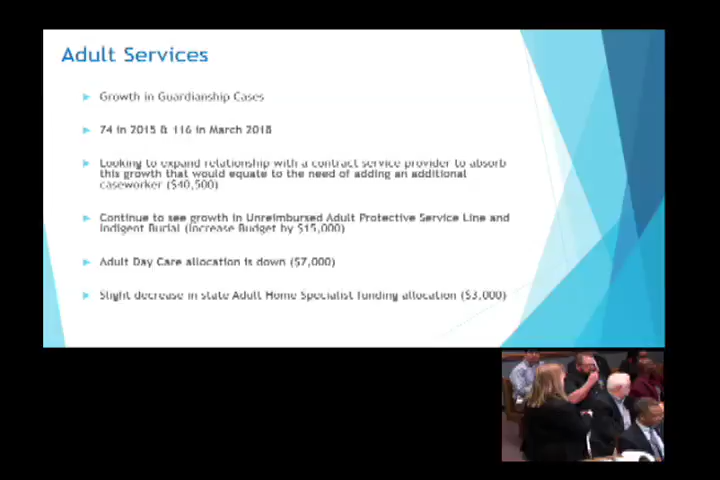 Adult Services
Growth in Guardianship Cases
74 in 2015 & 116 in March 2018
Looking to expand relationship with a contract service provider to absorb
this growth that would equate to the need of adding an additional
caseworker ($40,500)
Continue to see growth in Unreimbursed Adult Protective Service Line and
Indigent Burial (Increase Budget by $15,000)
Adult Day Care allocation is down ($7,000)
Slight decrease in state Adult Home Specialist funding allocation ($3,000)